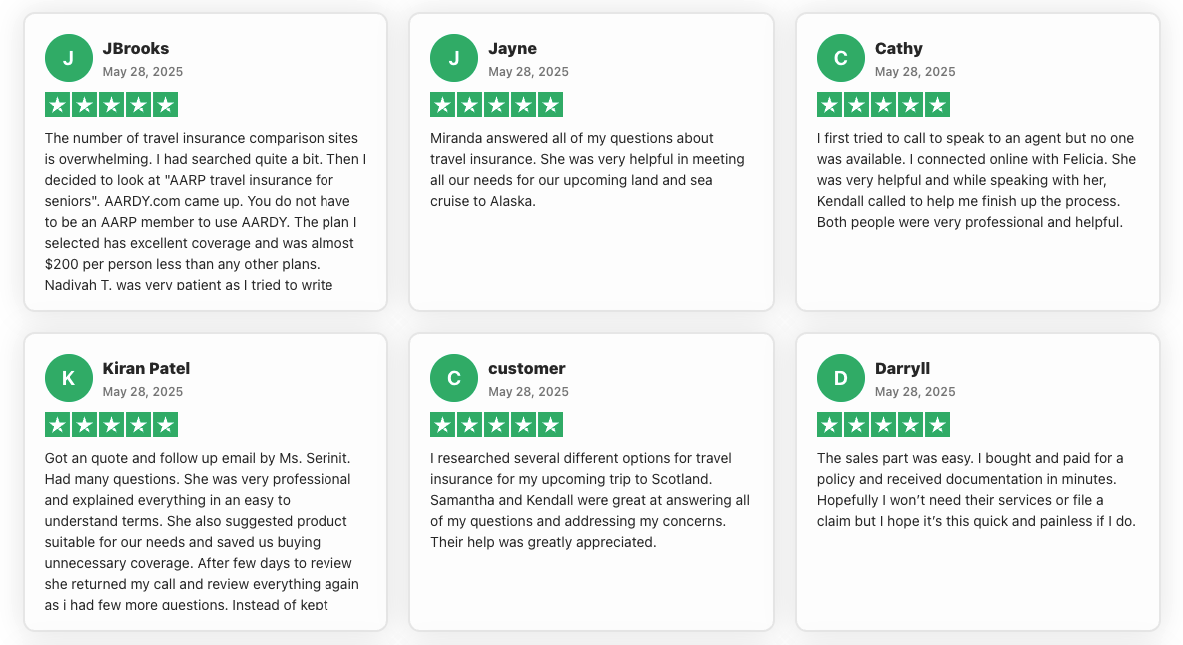 J
JBrooks
May 28, 2025
The number of travel insurance comparison sites
is overwhelming. I had searched quite a bit. Then I
decided to look at "AARP travel insurance for
seniors". AARDY.com came up. You do not have
to be an AARP member to use AARDY. The plan I
selected has excellent coverage and was almost
$200 per person less than any other plans.
Nadivah T. was very patient as I tried to write
J
Jayne
May 28, 2025
Miranda answered all of my questions about
travel insurance. She was very helpful in meeting
all our needs for our upcoming land and sea
cruise to Alaska.
C
Cathy
May 28, 2025
I first tried to call to speak to an agent but no one
was available. I connected online with Felicia. She
was very helpful and while speaking with her,
Kendall called to help me finish up the process.
Both people were very professional and helpful.
K
Kiran Patel
May 28, 2025
Got an quote and follow up email by Ms. Serinit.
Had many questions. She was very professional
and explained everything in an easy to
understand terms. She also suggested product
suitable for our needs and saved us buying
unnecessary coverage. After few days to review
she returned my call and review everything again
as i had few more questions. Instead of kept
C
customer
May 28, 2025
I researched several different options for travel
insurance for my upcoming trip to Scotland.
Samantha and Kendall were great at answering all
of my questions and addressing my concerns.
Their help was greatly appreciated.
D
Darryll
May 28, 2025
The sales part was easy. I bought and paid for a
policy and received documentation in minutes.
Hopefully I won’t need their services or file a
claim but I hope it’s this quick and painless if I do.